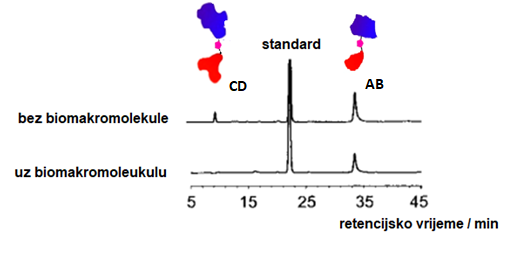 standard
CD
AB
bez biomakromolekule
uz biomakromoleukulu
5 15 25 35 45
retencijsko vrijeme / min